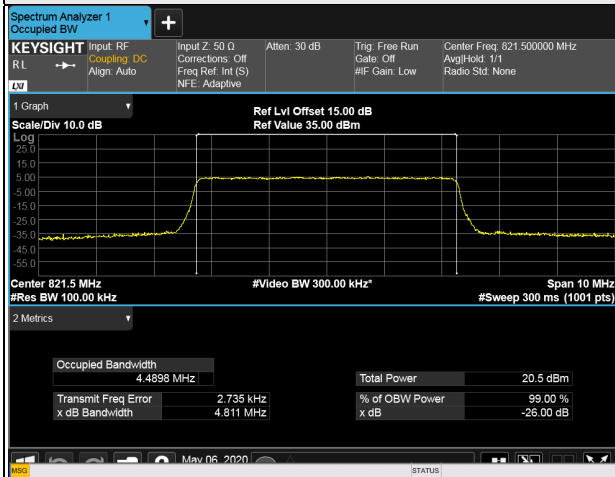 Spectrum Analyzer 1
Occupied BW
KEYSIGHT
R L
LXI
Input: RF
Coupling: DC
Align: Auto
Input Z: 50 Ω
Corrections: Off
Freq Ref: Int (S)
NFE: Adaptive
Atten: 30 dB
Trig: Free Run
Gate: Off
#IF Gain: Low
Center Freq: 821.500000 MHz
Avg|Hold: 1/1
Radio Std: None
1 Graph
Scale/Div 10.0 dB
Ref Lvl Offset 15.00 dB
Ref Value 35.00 dBm
Log
25.0
15.0
5.00
-5.00
-15.0
-25.0
-35.0
-45.0
-55.0
Center 821.5 MHz
#Res BW 100.00 kHz
#Video BW 300.00 kHz*
Span 10 MHz
#Sweep 300 ms (1001 pts)
2 Metrics
Occupied Bandwidth
4.4898 MHz
Total Power 20.5 dBm
Transmit Freq Error 2.735 kHz
% of OBW Power 99.00 %
x dB Bandwidth 4.811 MHz
x dB -26.00 dB
May 06, 2020
MSG
STATUS